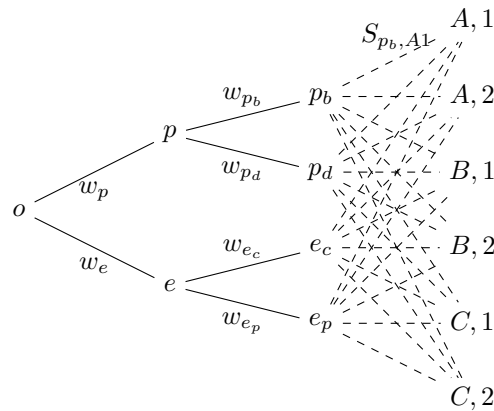 A, 1
S_{p_b,A1}
A, 2
w_{p_b}
p_b
p
w_{p_d}
p_d
B, 1
w_p
o
w_e
w_{e_c}
e_c
B, 2
e
w_{e_p}
e_p
C, 1
C, 2